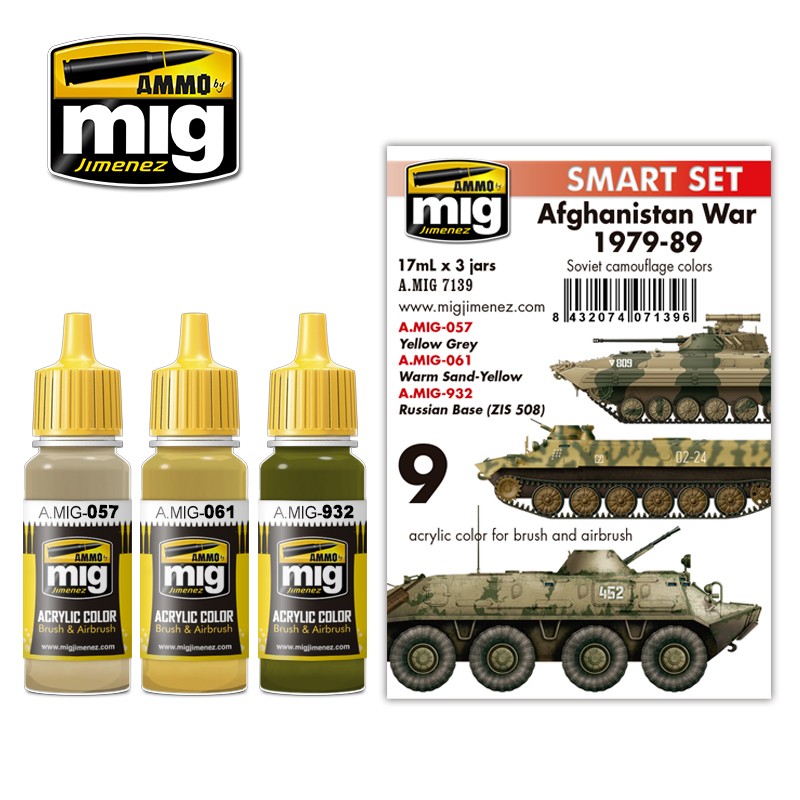 AMMO by
mig
Jimenez
AMMO by
mig
Jimenez
SMART SET
Afghanistan War
1979-89
Soviet camouflage colors
17mL x 3 jars
A.MIG 7139
www.migjimenez.com
8 432074 071396
A.MIG-057
Yellow Grey
A.MIG-061
Warm Sand-Yellow
A.MIG-932
Russian Base (ZIS 508)
809
9
02-24
acrylic color for brush and airbrush
452
A.MIG-057
AMMO by
mig
Jimenez
ACRYLIC COLOR
Brush & Airbrush
www.migjimenez.com
A.MIG-061
AMMO by
mig
Jimenez
ACRYLIC COLOR
Brush & Airbrush
www.migjimenez.com
A.MIG-932
AMMO by
mig
Jimenez
ACRYLIC COLOR
Brush & Airbrush
www.migjimenez.com